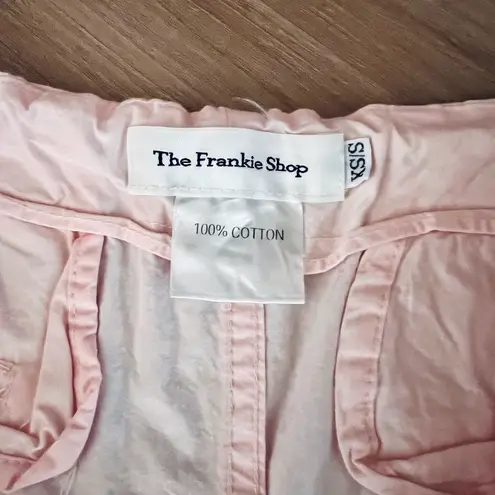 The Frankie Shop
XS|S
100% COTTON